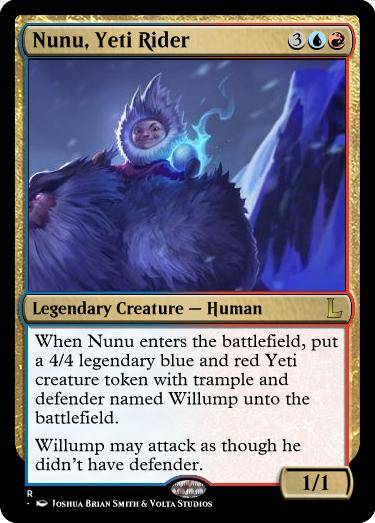 Nunu, Yeti Rider 3
Legendary Creature — Human L
When Nunu enters the battlefield, put
a 4/4 legendary blue and red Yeti
creature token with trample and
defender named Willump unto the
battlefield.
Willump may attack as though he
didn't have defender.
1/1
R
Joshua Brian Smith & Volta Studios